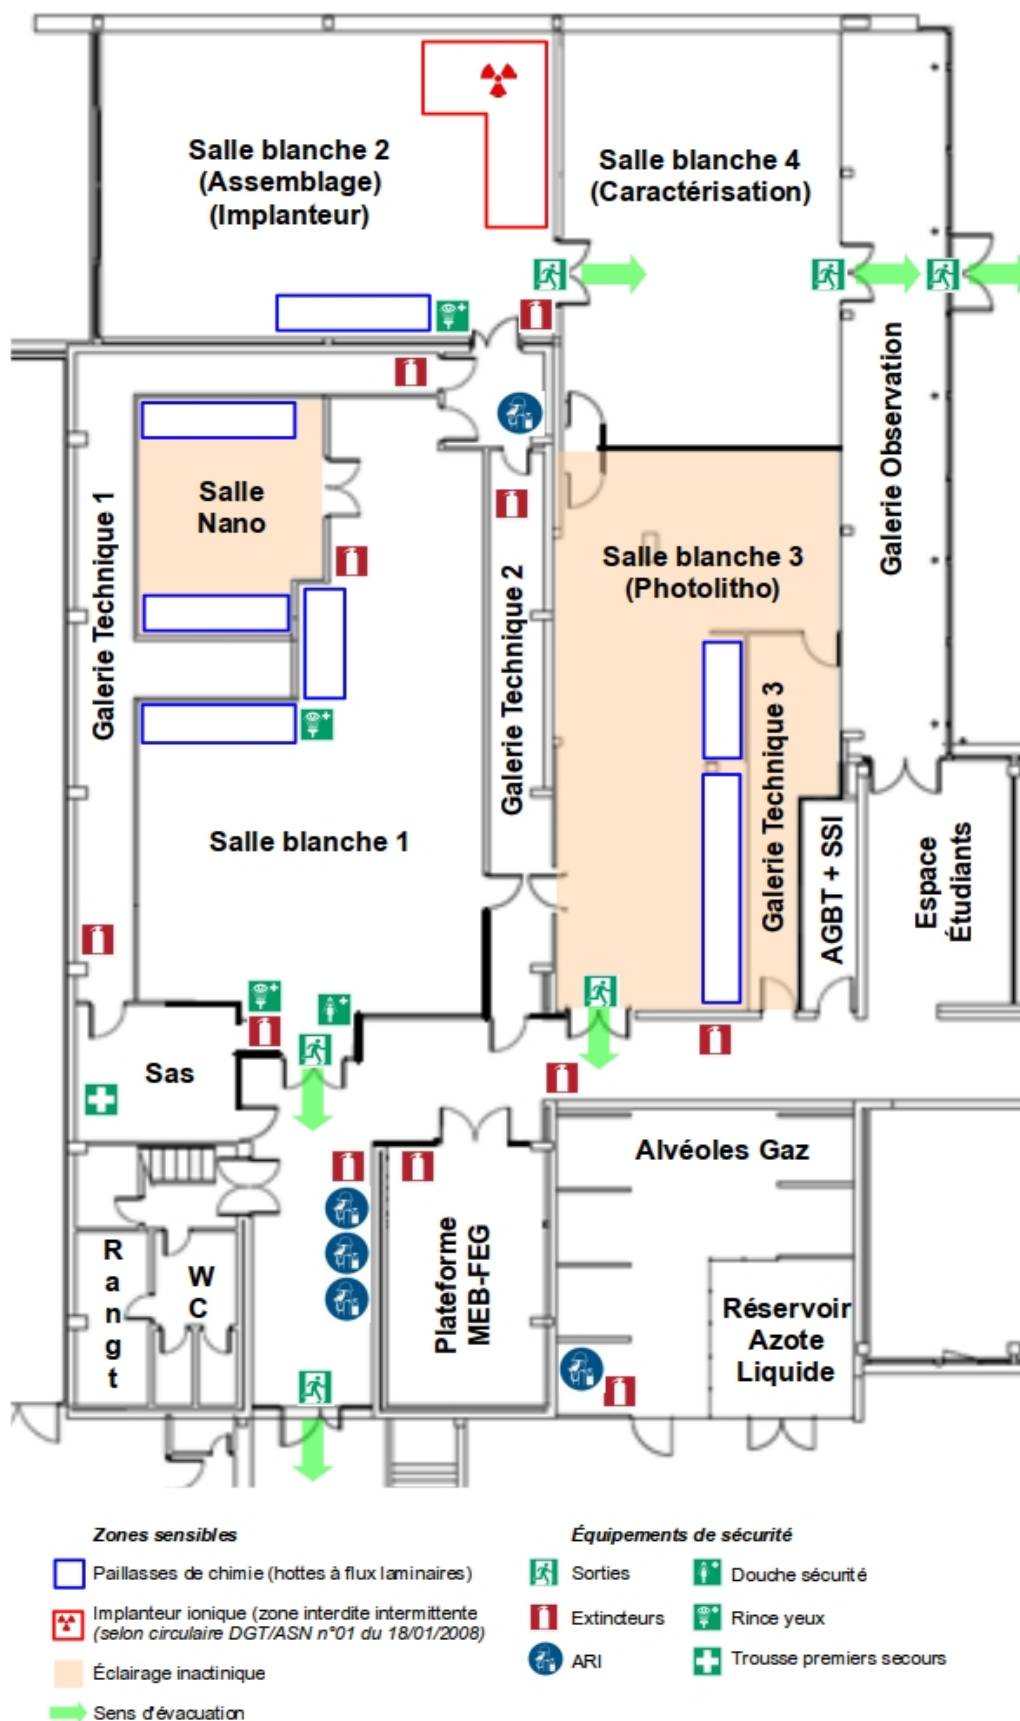 Salle blanche 2
(Assemblage)
(Implanteur)
Salle blanche 4
(Caractérisation)
Galerie Observation
Salle
Nano
Galerie Technique 1
Galerie Technique 2
Salle blanche 3
(Photolitho)
Galerie Technique 3
Salle blanche 1
AGBT + SSI
Espace
Étudiants
Sas
Alvéoles Gaz
Plateforme
MEB-FEG
Rangt
WC
Réservoir
Azote
Liquide
Zones sensibles
Paillasses de chimie (hottes à flux laminaires)
Implanteur ionique (zone interdite intermittente
(selon circulaire DGT/ASN n°01 du 18/01/2008)
Éclairage inactinique
Sens d'évacuation
Équipements de sécurité
Sorties
Extincteurs
ARI
Douche sécurité
Rince yeux
Trousse premiers secours